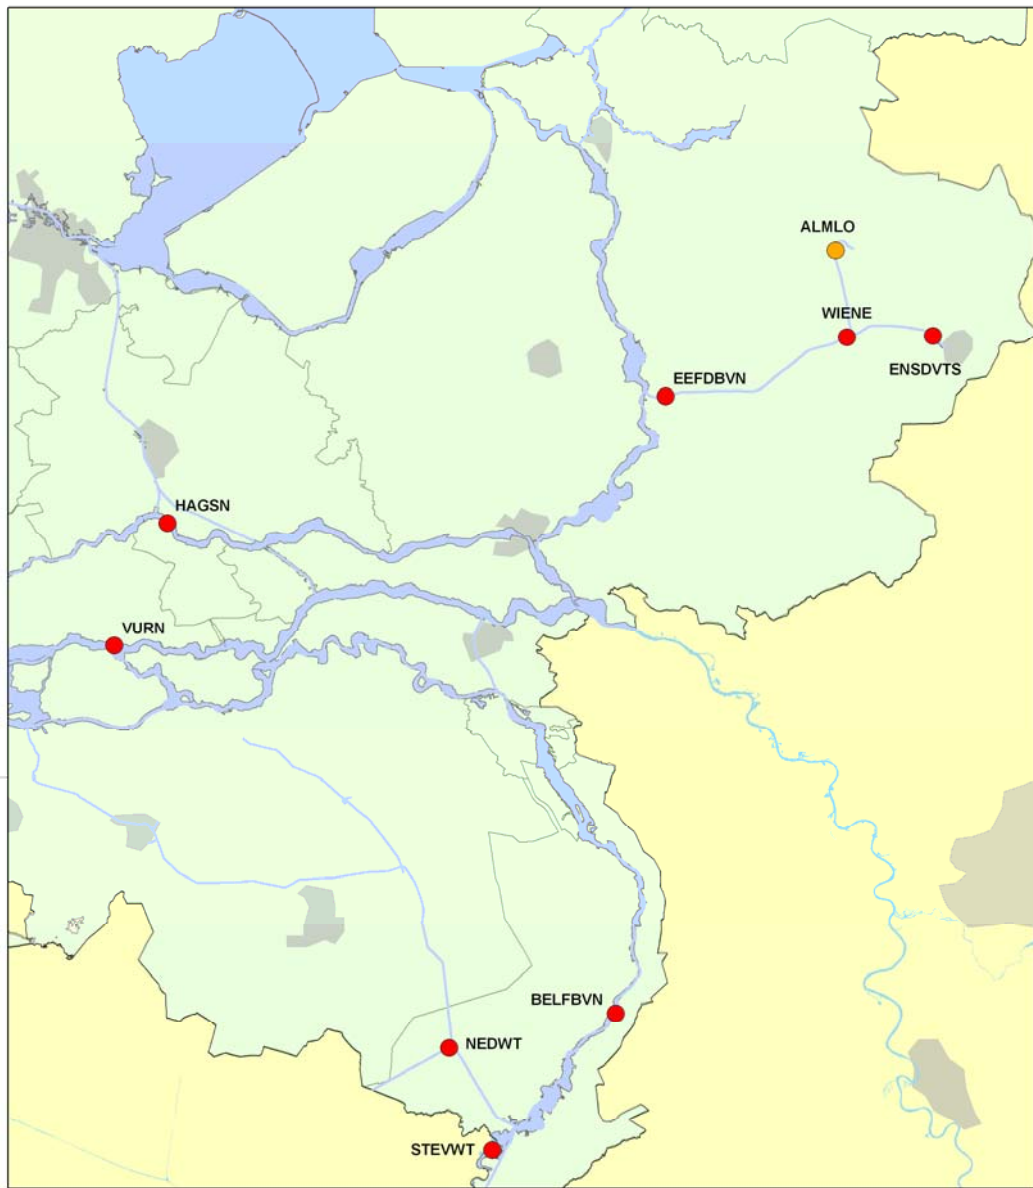 ALMLO
WIENE
ENSDVTS
EEFDBVN
HAGSN
VURN
BELFBVN
NEDWT
STEVWT